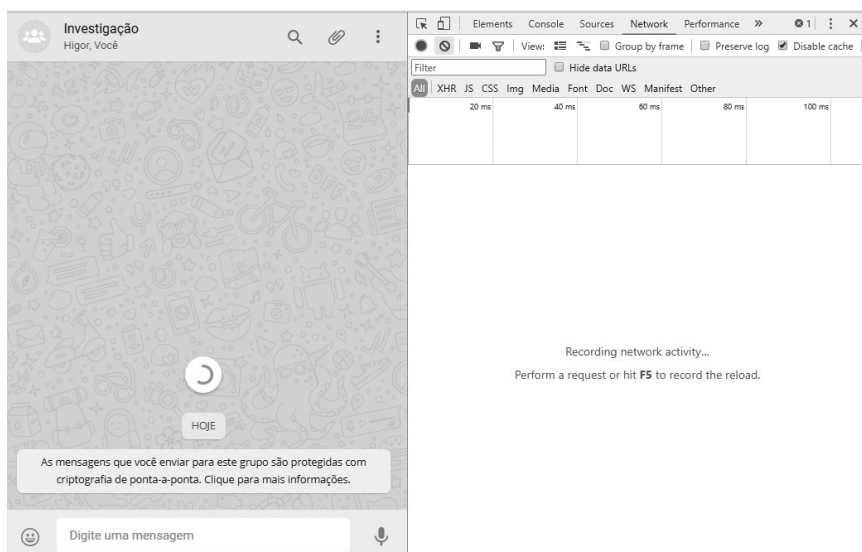 Investigação
Higor, Você
Elements Console Sources Network Performance » 1
View: Group by frame Preserve log Disable cache
Filter Hide data URLs
All XHR JS CSS Img Media Font Doc WS Manifest Other
20 ms 40 ms 60 ms 80 ms 100 ms
Recording network activity...
Perform a request or hit F5 to record the reload.
HOJE
As mensagens que você enviar para este grupo são protegidas com
criptografia de ponta-a-ponta. Clique para mais informações.
Digite uma mensagem